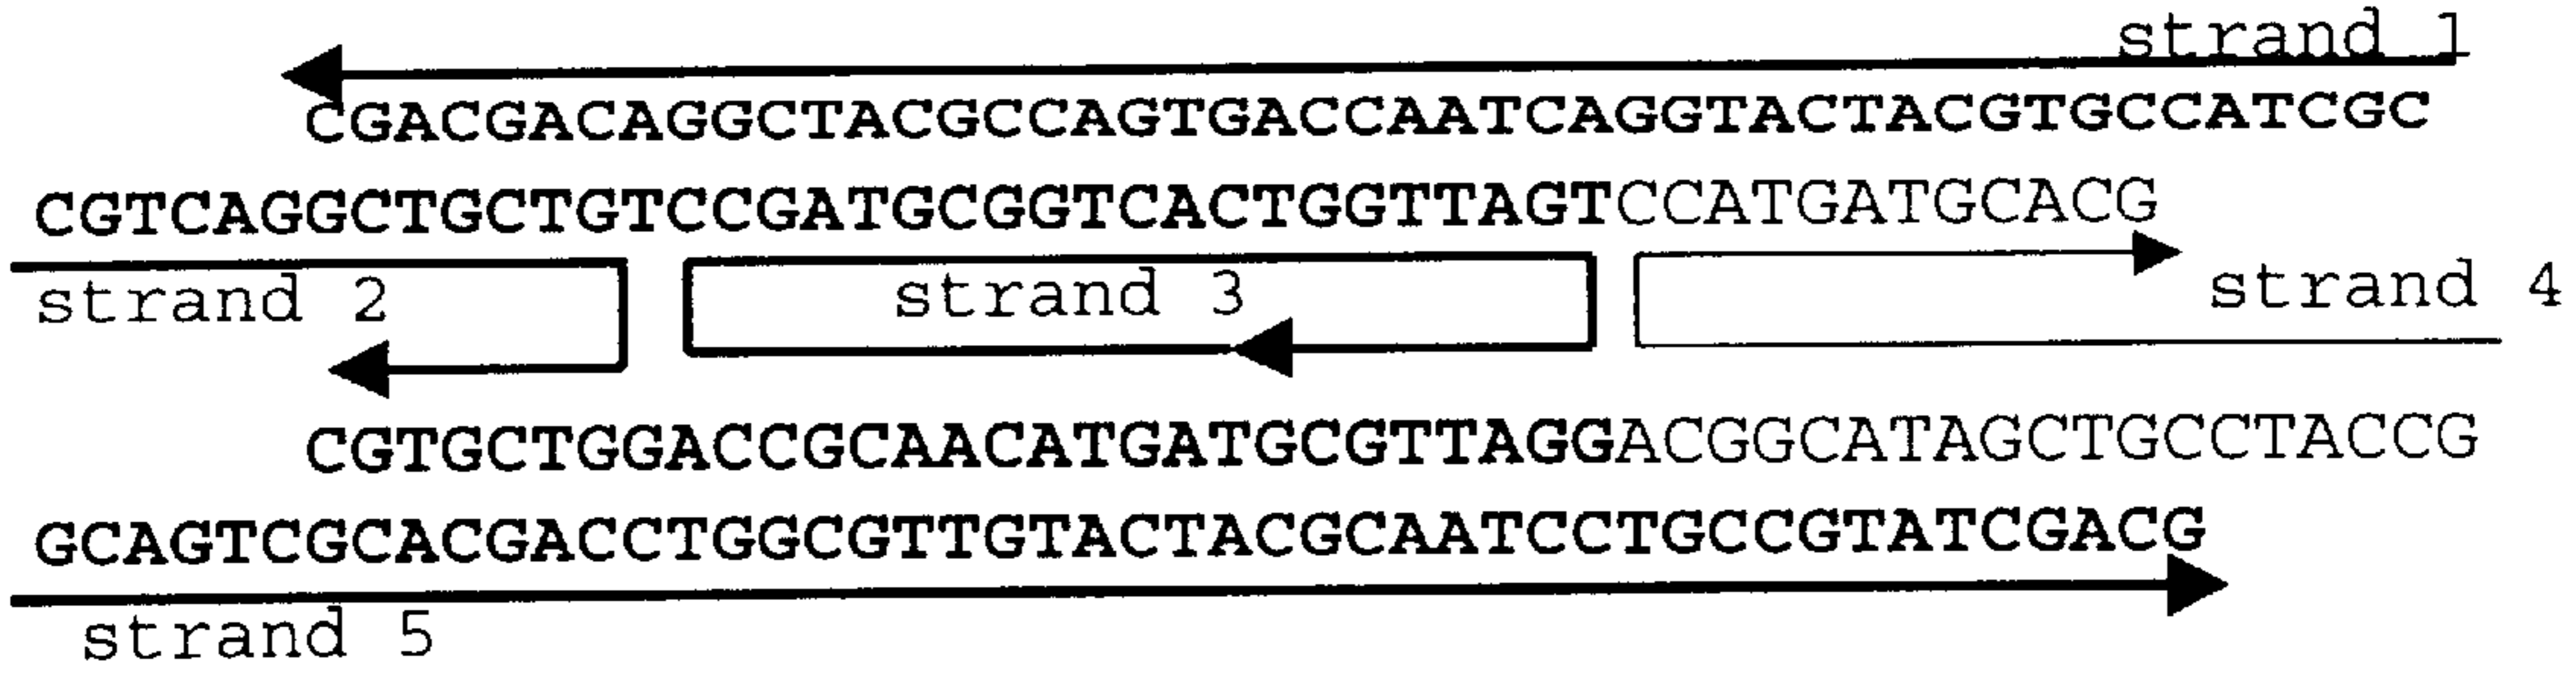 strand 1
CGACGACAGGCTACGCCAGTGACCAATCAGGTACTACGTGCCATCGC
CGTCAGGCTGCTGTCCGATGCGGTCACTGGTTAGTCCATGATGCACG
strand 2 strand 3 strand 4
CGTGCTGGACCGCAACATGATGCGTTAGGACGGCATAGCTGCCTACCG
GCAGTCGCACGACCTGGCGTTGTACTACGCAATCCTGCCGTATCGACG
strand 5